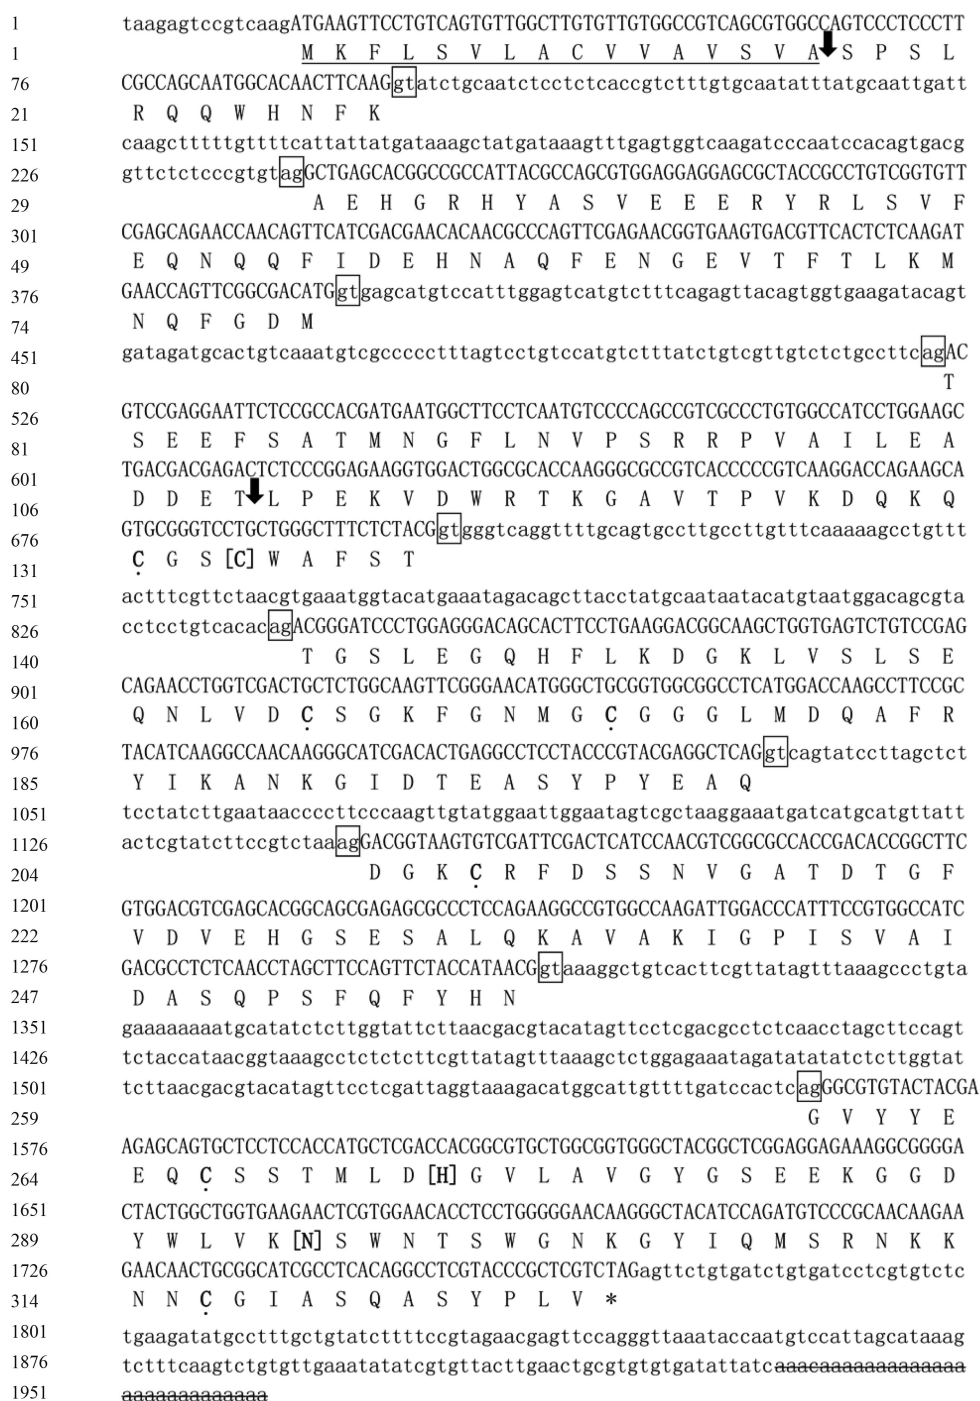 1 taagagtccgtcaagATGAAGTTCCTGTCAGTGTTGGCTTGTGTTGTGGCCGTCAGCGTGGCCAGTCCCTCCCTT
1 M K F L S V L A C V V A V S V A S P S L
76 CGCCAGCAATGGCACAACTTCAAGgtatctgcaatctcctctcaccgtctttgtgcaatatttatgcaattgatt
21 R Q Q W H N F K
151 caagctttttgttttcattattatgataaagctatgataaagtttgagtggtcaagatcccaatccacagtgacg
226 gttctctcccgtgtagGCTGAGCACGGCCGCCATTACGCCAGCGTGGAGGAGGAGCGCTACCGCCTGTCGGTGTT
29 A E H G R H Y A S V E E E R Y R L S V F
301 CGAGCAGAACCAACAGTTCATCGACGAACACAACGCCCAGTTCGAGAACGGTGAAGTGACGTTCACTCTCAAGAT
49 E Q N Q Q F I D E H N A Q F E N G E V T F T L K M
376 GAACCAGTTCGGCGACATGgtgagcatgtccatttggagtcatgtctttcagagttacagtggtgaagatacagt
74 N Q F G D M
451 gatagatgcactgtcaaatgtcgcccccctttagtcctgtccatgtctttatctgtcgttgtctctgccttcagAC
80 T
526 GTCCGAGGAATTCTCCGCCACGATGAATGGCTTCCTCAATGTCCCCAGCCGTCGCCCTGTGGCCATCCTGGAAGC
81 S E E F S A T M N G F L N V P S R R P V A I L E A
601 TGACGACGAGACTCTCCCGGAGAAGGTGGACTGGCGCACCAAGGGCGCCGTCACCCCCGTCAAGGACCAGAAGCA
106 D D E T L P E K V D W R T K G A V T P V K D Q K Q
676 GTGCGGGTCCTGCTGGGCTTTCTCTACGgtgggtcaggttttgcagtgccttgccttgtttcaaaaagcctgttt
131 C G S [C] W A F S T
751 actttcgttctaacgtgaaatggtacatgaaatagacagcttacctatgcaataatacatgtaatggacagcgta
826 cctcctgtcacacagACGGGATCCCTGGAGGGACAGCACTTCCTGAAGGACGGCAAGCTGGTGAGTCTGTCCGAG
140 T G S L E G Q H F L K D G K L V S L S E
901 CAGAACCTGGTCGACTGCTCTGGCAAGTTCGGGAACATGGGCTGCGGTGGCGGCCTCATGGACCAAGCCTTCCGC
160 Q N L V D C S G K F G N M G C G G G L M D Q A F R
976 TACATCAAGGCCAACAAGGGCATCGACACTGAGGCCTCCTACCCGTACGAGGCTCAGgtcagtatccttagctct
185 Y I K A N K G I D T E A S Y P Y E A Q
1051 tcctatcttgaataacccccttcccaagttgtatggaattggaatagtcgctaaggaaatgatcatgcatgttatt
1126 actcgtatcttccgtctaaagGACGGTAAGTGTCGATTCGACTCATCCAACGTCGGCGCCACCGACACCGGCTTC
204 D G K C R F D S S N V G A T D T G F
1201 GTGGACGTCGAGCACGGCAGCGAGAGCGCCCTCCAGAAGGCCGTGGCCAAGATTGGACCCATTTCCGTGGCCATC
222 V D V E H G S E S A L Q K A V A K I G P I S V A I
1276 GACGCCTCTCAACCTAGCTTCCAGTTCTACCATAACGgtaaaggctgtcacttcgttatagtttaaagccctgta
247 D A S Q P S F Q F Y H N
1351 gaaaaaaaatgcatatctcttggtattcttaacgacgtacatagttcctcgacgcctctcaacctagcttccagt
1426 tctaccataacggtaaagcctctctcttcgttatagtttaaagctctggagaaatagatatatatctcttggtat
1501 tcttaacgacgtacatagttcctcgattaggtaaagacatggcattgttttgatccactcagGGCGTGTACTACGA
259 G V Y Y E
1576 AGAGCAGTGCTCCTCCACCATGCTCGACCACGGCGTGCTGGCGGTGGGCTACGGCTCGGAGGAGAAAGGCGGGGA
264 E Q C S S T M L D [H] G V L A V G Y G S E E K G G D
1651 CTACTGGCTGGTGAAGAACTCGTGGAACACCTCCTGGGGGAACAAGGGCTACATCCAGATGTCCCGCAACAAGAA
289 Y W L V K [N] S W N T S W G N K G Y I Q M S R N K K
1726 GAACAACTGCGGCATCGCCTCACAGGCCTCGTACCCGCTCGTCTAGagttctgtgatctgtgatcctcgtgtctc
314 N N C G I A S Q A S Y P L V *
1801 tgaagatatgcctttgctgtatcttttccgtagaacgagttccagggttaaataccaatgtccattagcataaag
1876 tctttcaagtctgtgttgaaatatatcgtgttacttgaactgcgtgtgtgatattatcaaacaaaaaaaaaaaaa
1951 aaaaaaaaaaaaa